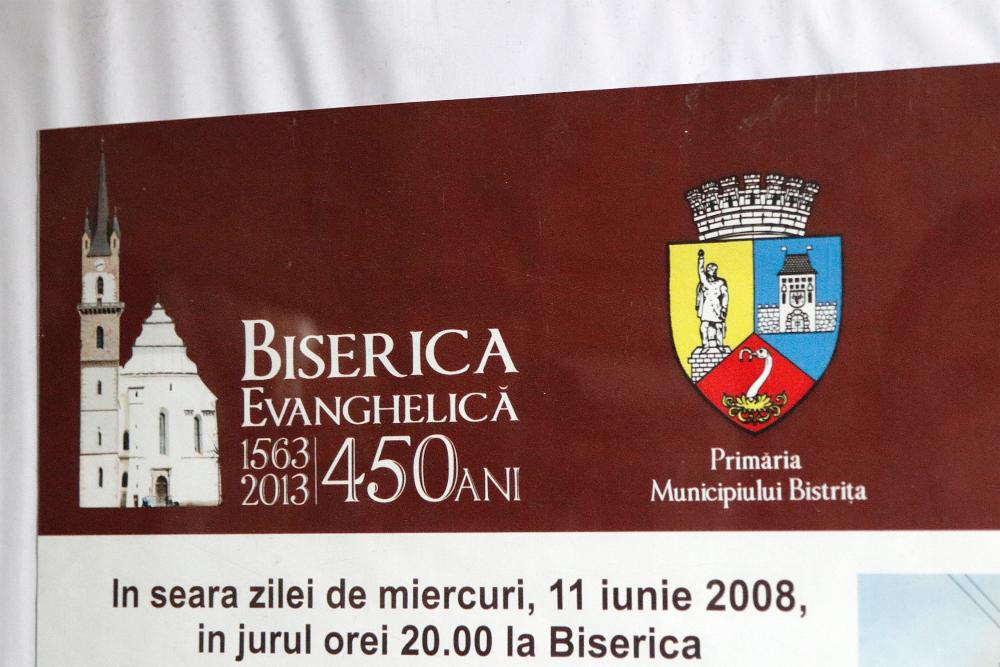 BISERICA
EVANGHELICĂ
1563
2013
450 ANI
Primăria
Municipiului Bistrița
In seara zilei de miercuri, 11 iunie 2008,
in jurul orei 20.00 la Biserica